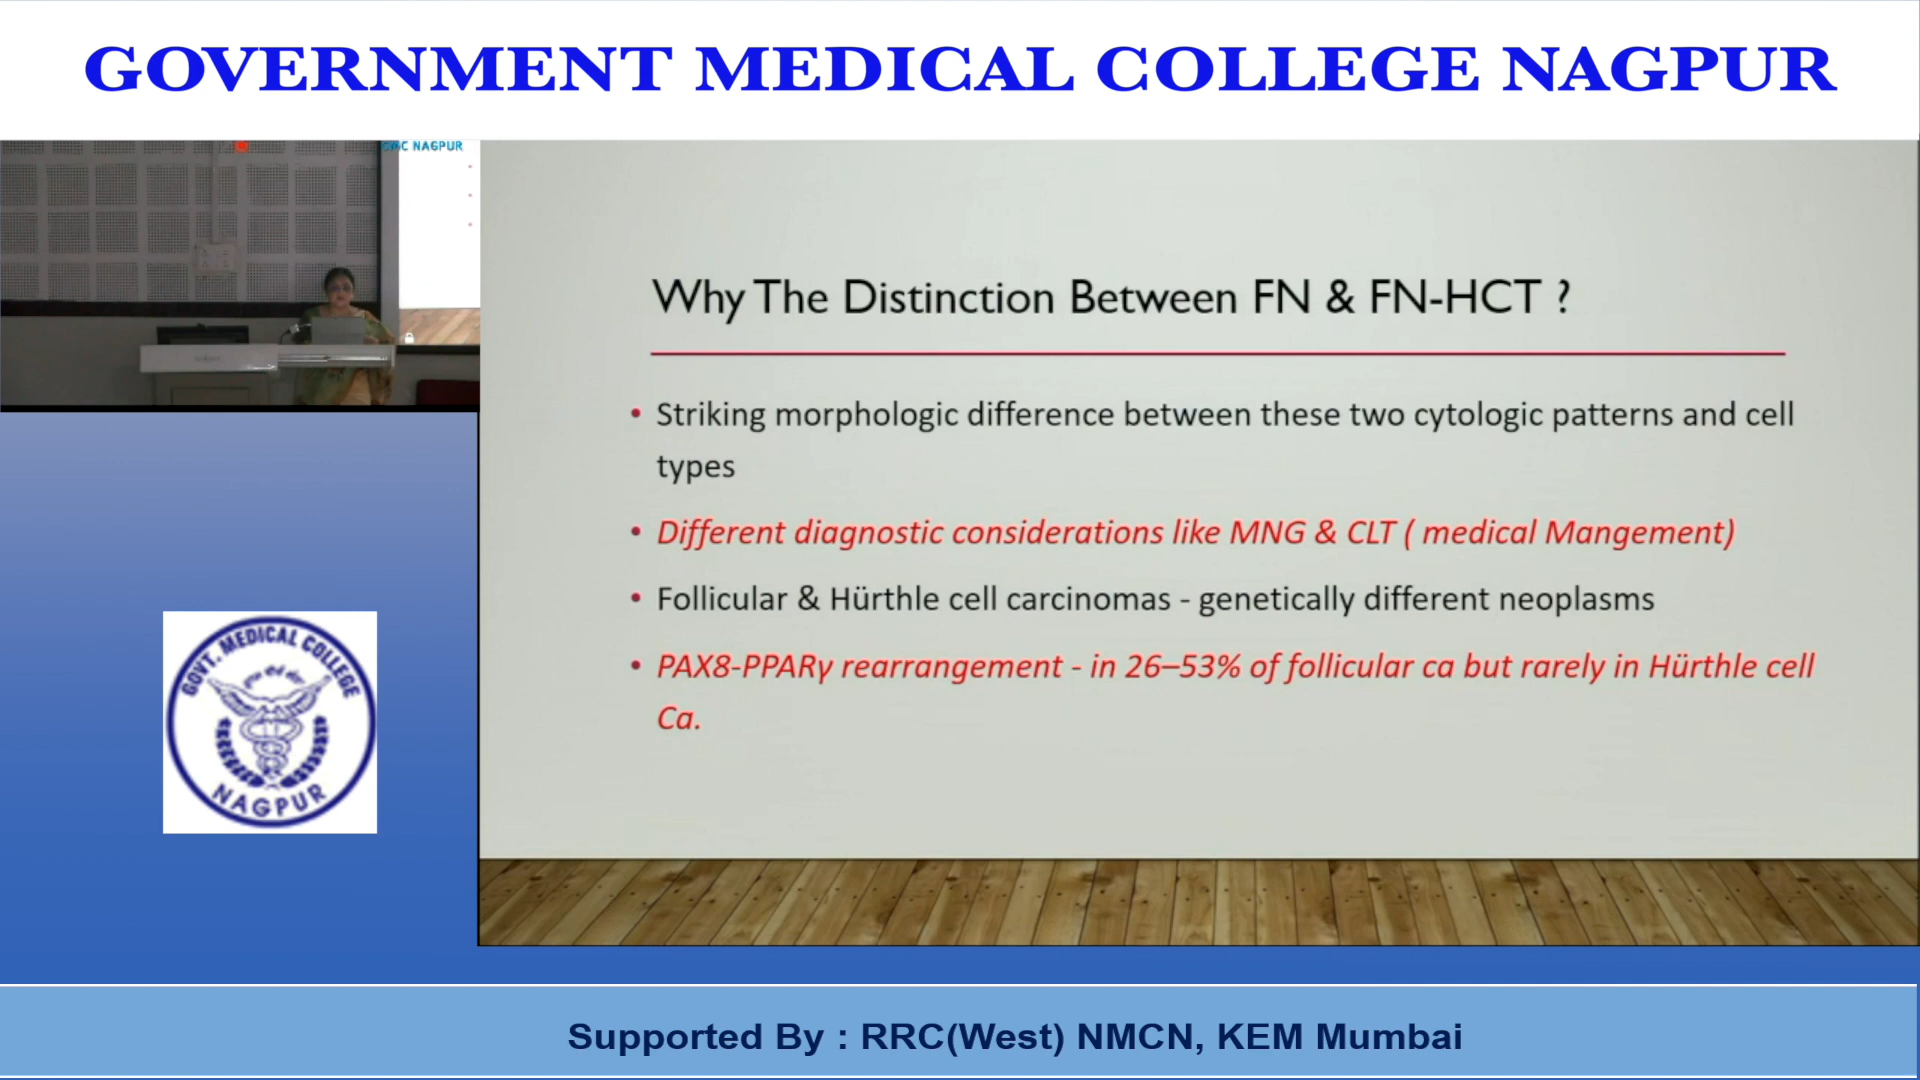 GOVERNMENT MEDICAL COLLEGE NAGPUR
NAGPUR
Why The Distinction Between FN & FN-HCT ?
• Striking morphologic difference between these two cytologic patterns and cell
types
• Different diagnostic considerations like MNG & CLT ( medical Mangement)
• Follicular & Hürthle cell carcinomas - genetically different neoplasms
• PAX8-PPARγ rearrangement - in 26–53% of follicular ca but rarely in Hürthle cell
Ca.
GOVT. MEDICAL COLLEGE
NAGPUR
Supported By : RRC(West) NMCN, KEM Mumbai